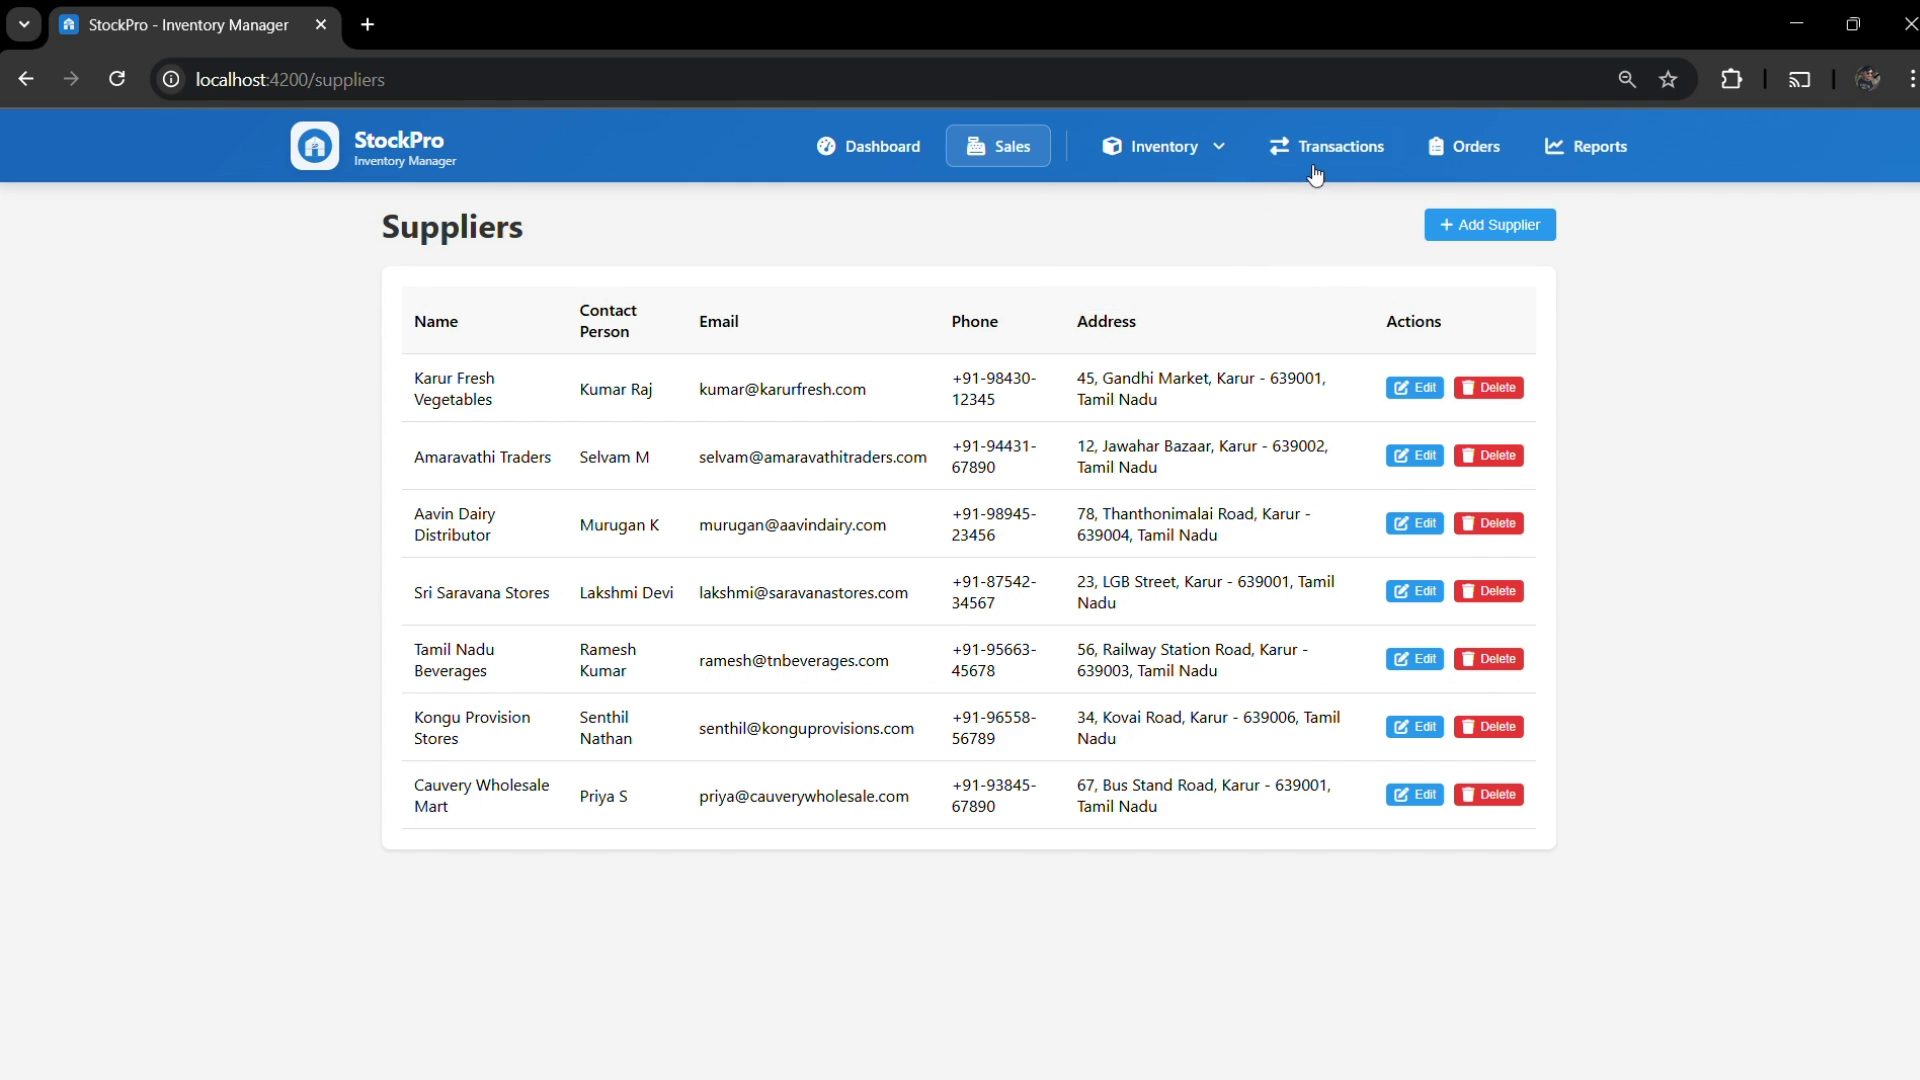 StockPro - Inventory Manager
localhost:4200/suppliers
StockPro
Inventory Manager
Dashboard
Sales
Inventory
Transactions
Orders
Reports
Suppliers
+ Add Supplier
Name
Contact
Person
Email
Phone
Address
Actions
Karur Fresh
Vegetables
Kumar Raj
kumar@karurfresh.com
+91-98430-
12345
45, Gandhi Market, Karur - 639001,
Tamil Nadu
Edit
Delete
Amaravathi Traders
Selvam M
selvam@amaravathitraders.com
+91-94431-
67890
12, Jawahar Bazaar, Karur - 639002,
Tamil Nadu
Edit
Delete
Aavin Dairy
Distributor
Murugan K
murugan@aavindairy.com
+91-98945-
23456
78, Thanthonimalai Road, Karur -
639004, Tamil Nadu
Edit
Delete
Sri Saravana Stores
Lakshmi Devi
lakshmi@saravanastores.com
+91-87542-
34567
23, LGB Street, Karur - 639001, Tamil
Nadu
Edit
Delete
Tamil Nadu
Beverages
Ramesh
Kumar
ramesh@tnbeverages.com
+91-95663-
45678
56, Railway Station Road, Karur -
639003, Tamil Nadu
Edit
Delete
Kongu Provision
Stores
Senthil
Nathan
senthil@konguprovisions.com
+91-96558-
56789
34, Kovai Road, Karur - 639006, Tamil
Nadu
Edit
Delete
Cauvery Wholesale
Mart
Priya S
priya@cauverywholesale.com
+91-93845-
67890
67, Bus Stand Road, Karur - 639001,
Tamil Nadu
Edit
Delete